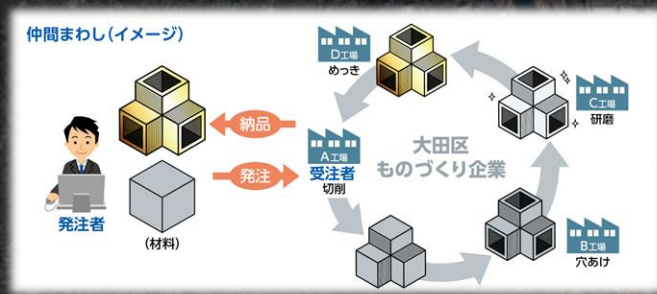 仲間まわし(イメージ)
発注者
(材料)
納品
発注
A工場
受注者
切削
B工場
穴あけ
C工場
研磨
D工場
めっき
大田区
ものづくり企業